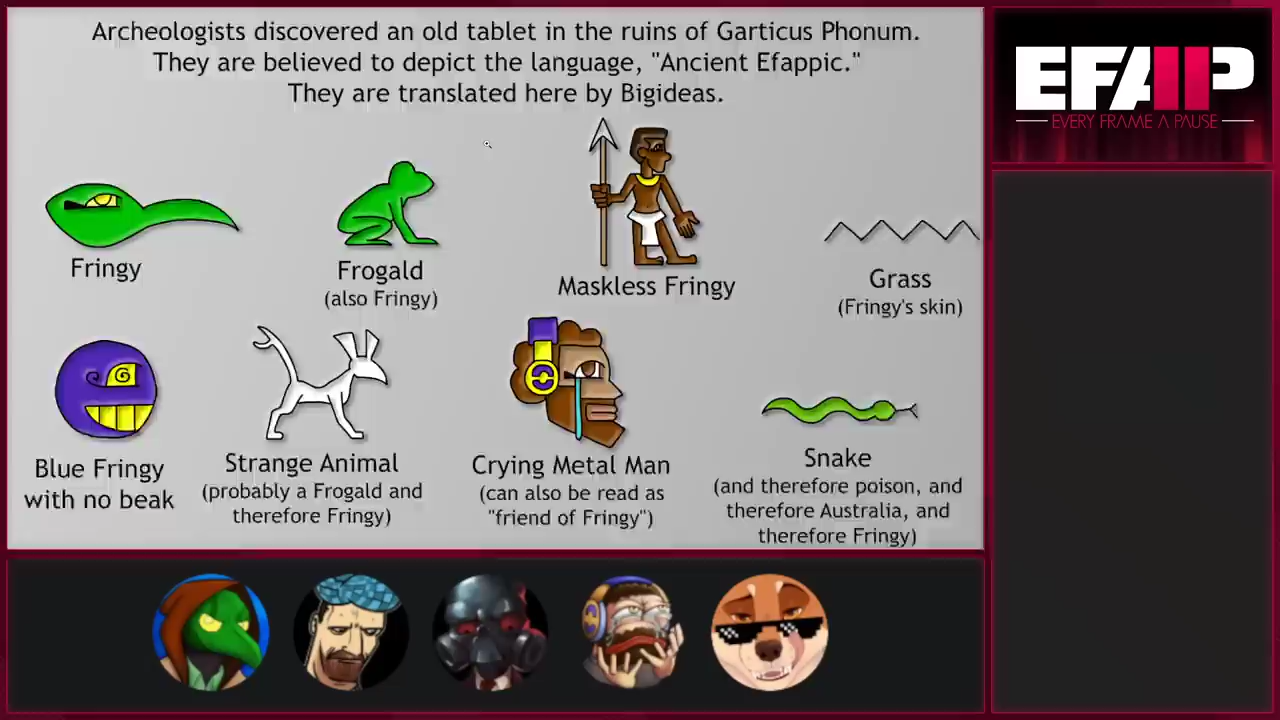 Archeologists discovered an old tablet in the ruins of Garticus Phonum.
They are believed to depict the language, "Ancient Efappic."
They are translated here by Bigideas.
EFAP
EVERY FRAME A PAUSE
Fringy
Frogald
(also Fringy)
Maskless Fringy
Grass
(Fringy's skin)
Blue Fringy
with no beak
Strange Animal
(probably a Frogald and
therefore Fringy)
Crying Metal Man
(can also be read as
"friend of Fringy")
Snake
(and therefore poison, and
therefore Australia, and
therefore Fringy)